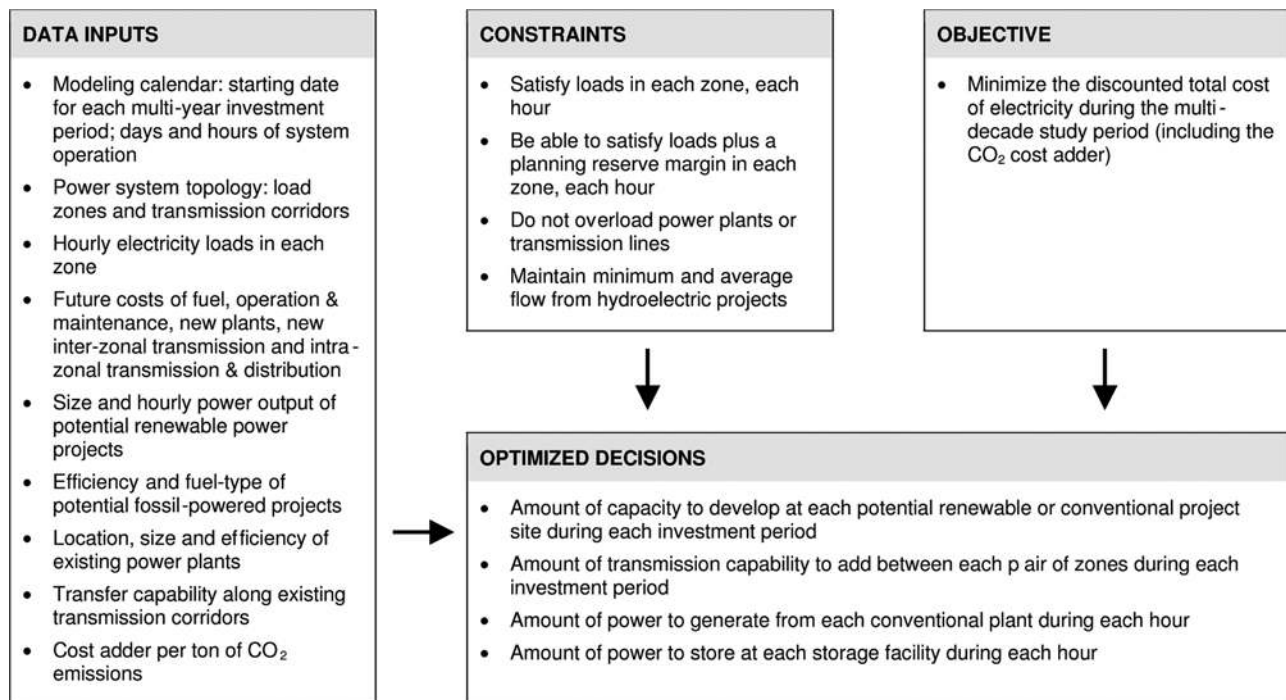 DATA INPUTS
• Modeling calendar: starting date
for each multi-year investment
period; days and hours of system
operation
• Power system topology: load
zones and transmission corridors
• Hourly electricity loads in each
zone
• Future costs of fuel, operation &
maintenance, new plants, new
inter-zonal transmission and intra-
zonal transmission & distribution
• Size and hourly power output of
potential renewable power
projects
• Efficiency and fuel-type of
potential fossil-powered projects
• Location, size and efficiency of
existing power plants
• Transfer capability along existing
transmission corridors
• Cost adder per ton of CO₂
emissions
CONSTRAINTS
• Satisfy loads in each zone, each
hour
• Be able to satisfy loads plus a
planning reserve margin in each
zone, each hour
• Do not overload power plants or
transmission lines
• Maintain minimum and average
flow from hydroelectric projects
OBJECTIVE
• Minimize the discounted total cost
of electricity during the multi-
decade study period (including the
CO₂ cost adder)
OPTIMIZED DECISIONS
• Amount of capacity to develop at each potential renewable or conventional project
site during each investment period
• Amount of transmission capability to add between each p air of zones during each
investment period
• Amount of power to generate from each conventional plant during each hour
• Amount of power to store at each storage facility during each hour